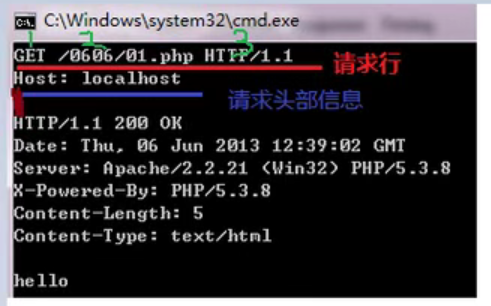 C:\Windows\system32\cmd.exe
1 2 3
GET /0606/01.php HTTP/1.1 请求行
Host: localhost
请求头部信息
HTTP/1.1 200 OK
Date: Thu, 06 Jun 2013 12:39:02 GMT
Server: Apache/2.2.21 (Win32) PHP/5.3.8
X-Powered-By: PHP/5.3.8
Content-Length: 5
Content-Type: text/html
hello